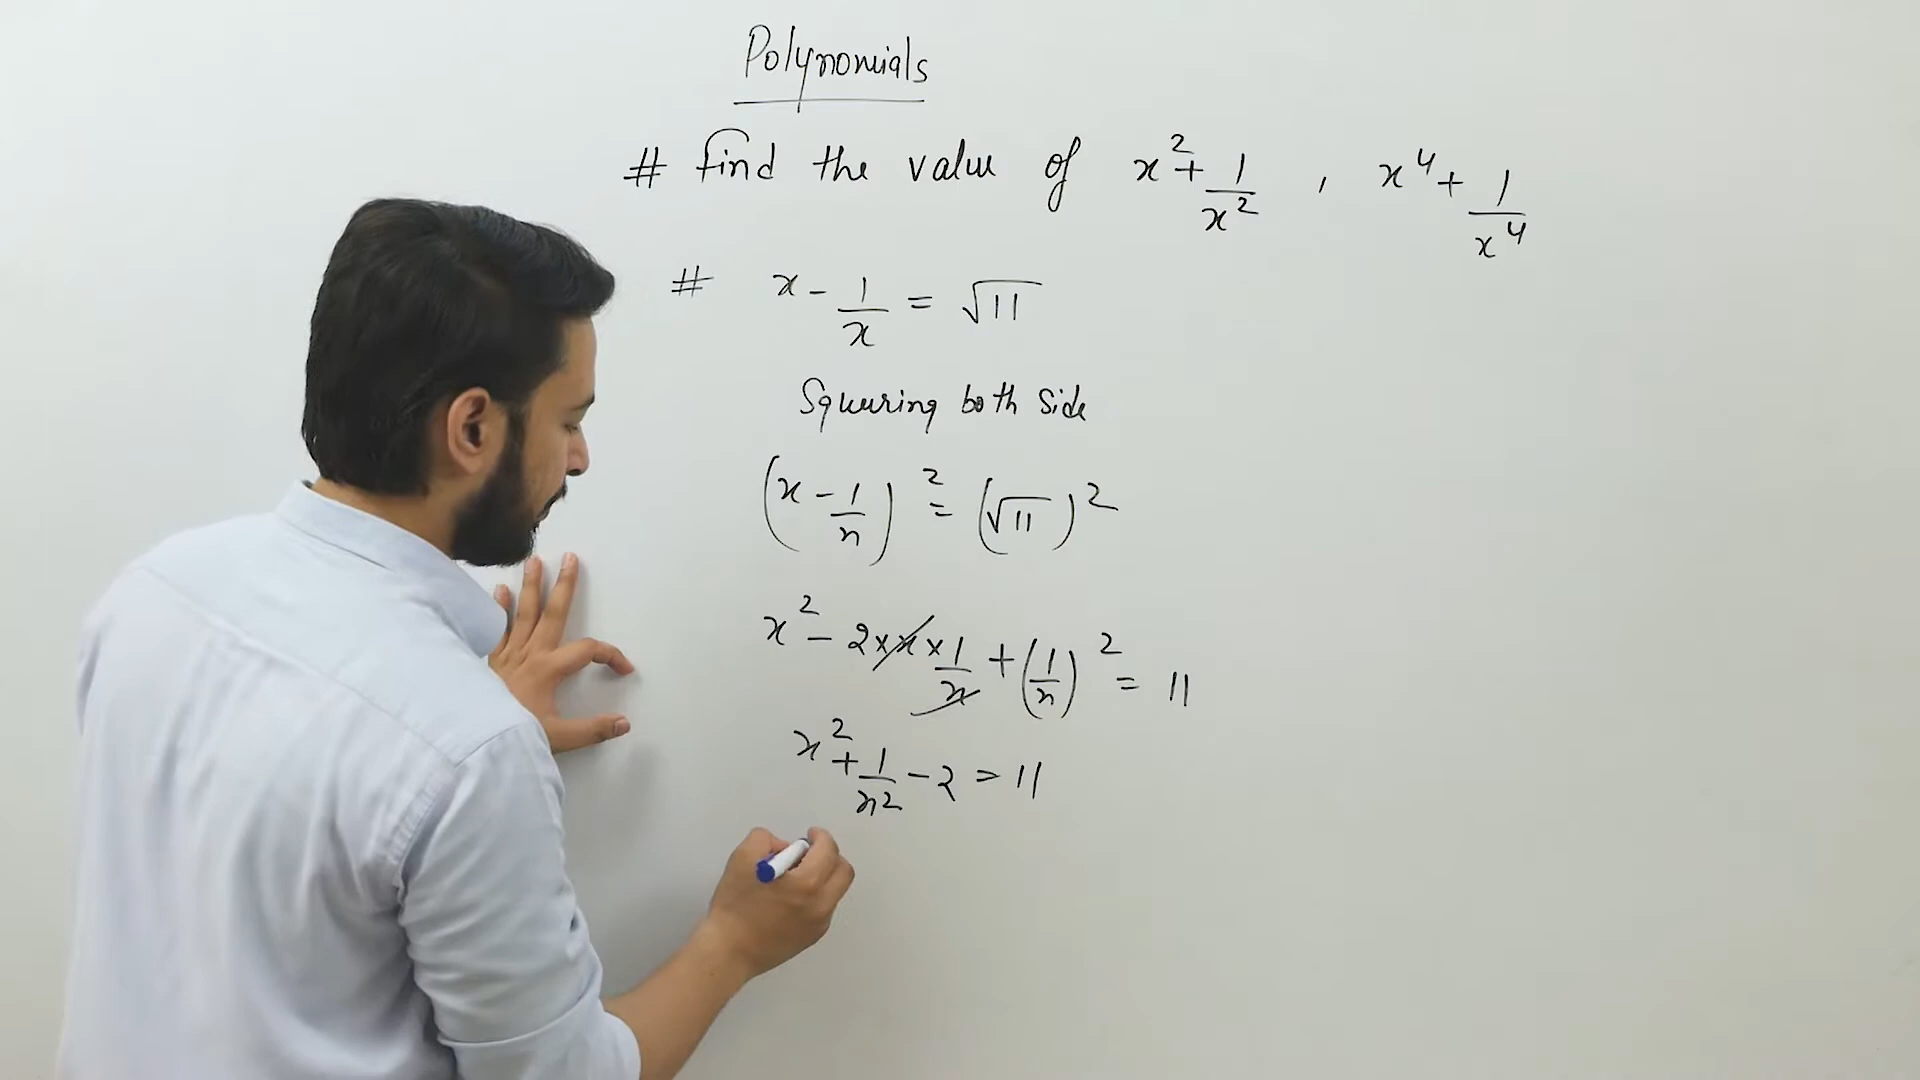 Polynomials
# find the value of x² + 1/x² , x⁴ + 1/x⁴
# x - 1/x = √11
Squuring both side
(x - 1/x)² = (√11)²
x² - 2 × x × 1/x + (1/x)² = 11
x² + 1/x² - 2 = 11